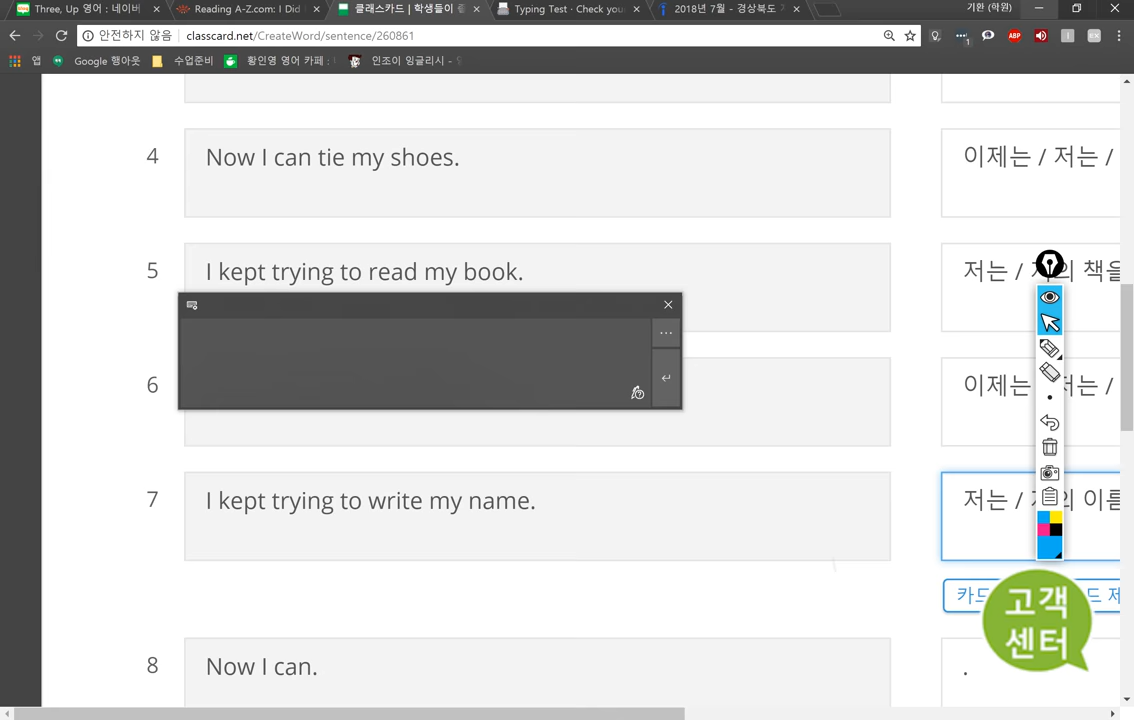 Three, Up 영어 : 네이버
Reading A-Z.com: I Did
클래스카드 | 학생들이 
Typing Test · Check you
2018년 7월 - 경상북도
기환 (학원)
안전하지 않음 classcard.net/CreateWord/sentence/260861
ABP
앱
Google 행아웃
수업준비
황인영 영어 카페 :
인조이 잉글리시 -
4 Now I can tie my shoes. 이제는 / 저는 /
5 I kept trying to read my book. 저는 / 책을
6 이제는 저는 /
7 I kept trying to write my name. 저는 / 이름
카드 제
고객
센터
8 Now I can. .